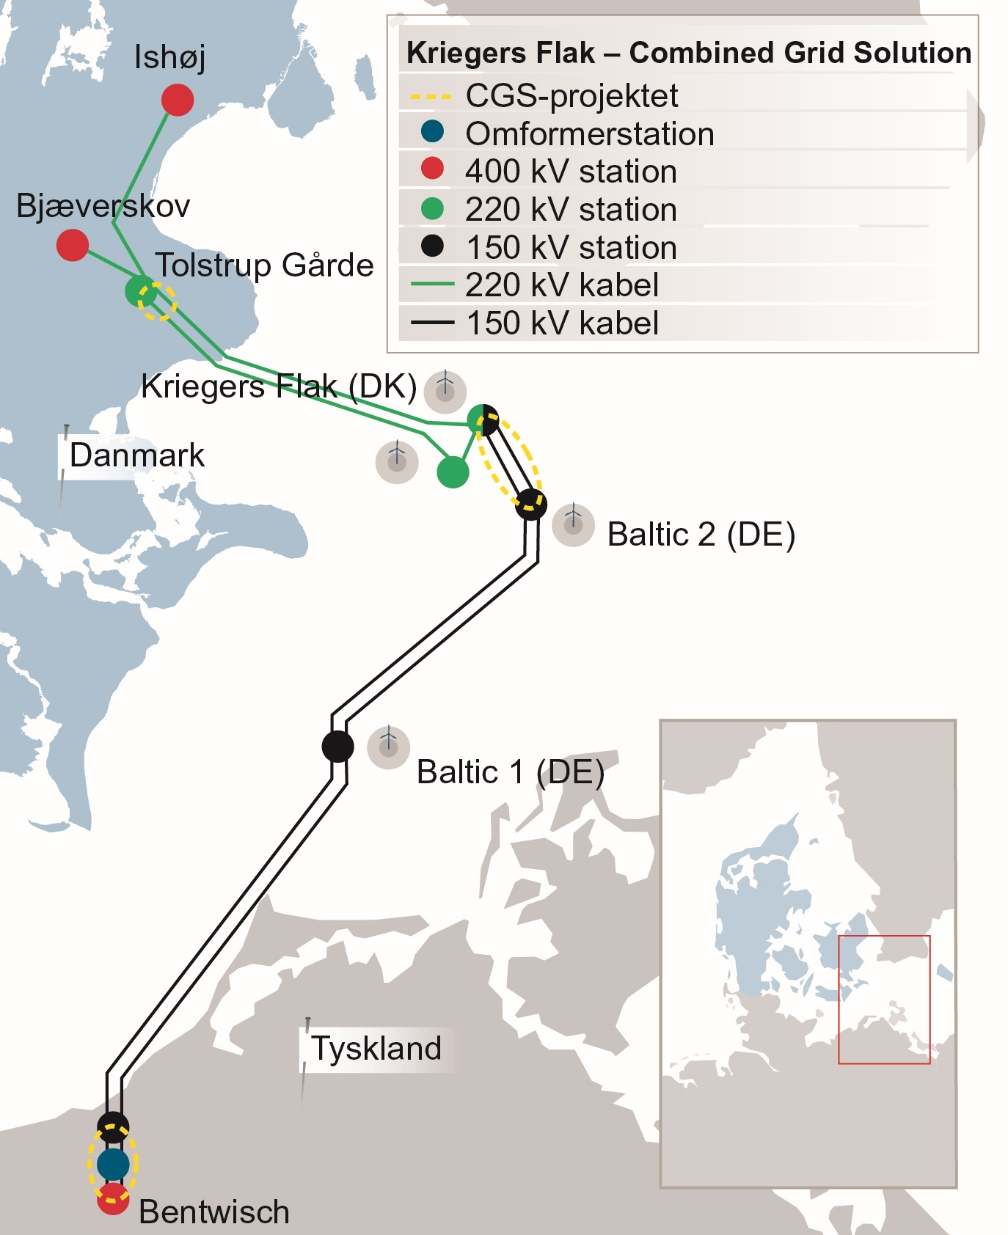 Ishøj
Kriegers Flak – Combined Grid Solution
CGS-projektet
Omformerstation
400 kV station
220 kV station
150 kV station
220 kV kabel
150 kV kabel
Bjæverskov
Tolstrup Gårde
Kriegers Flak (DK)
Danmark
Baltic 2 (DE)
Baltic 1 (DE)
Tyskland
Bentwisch